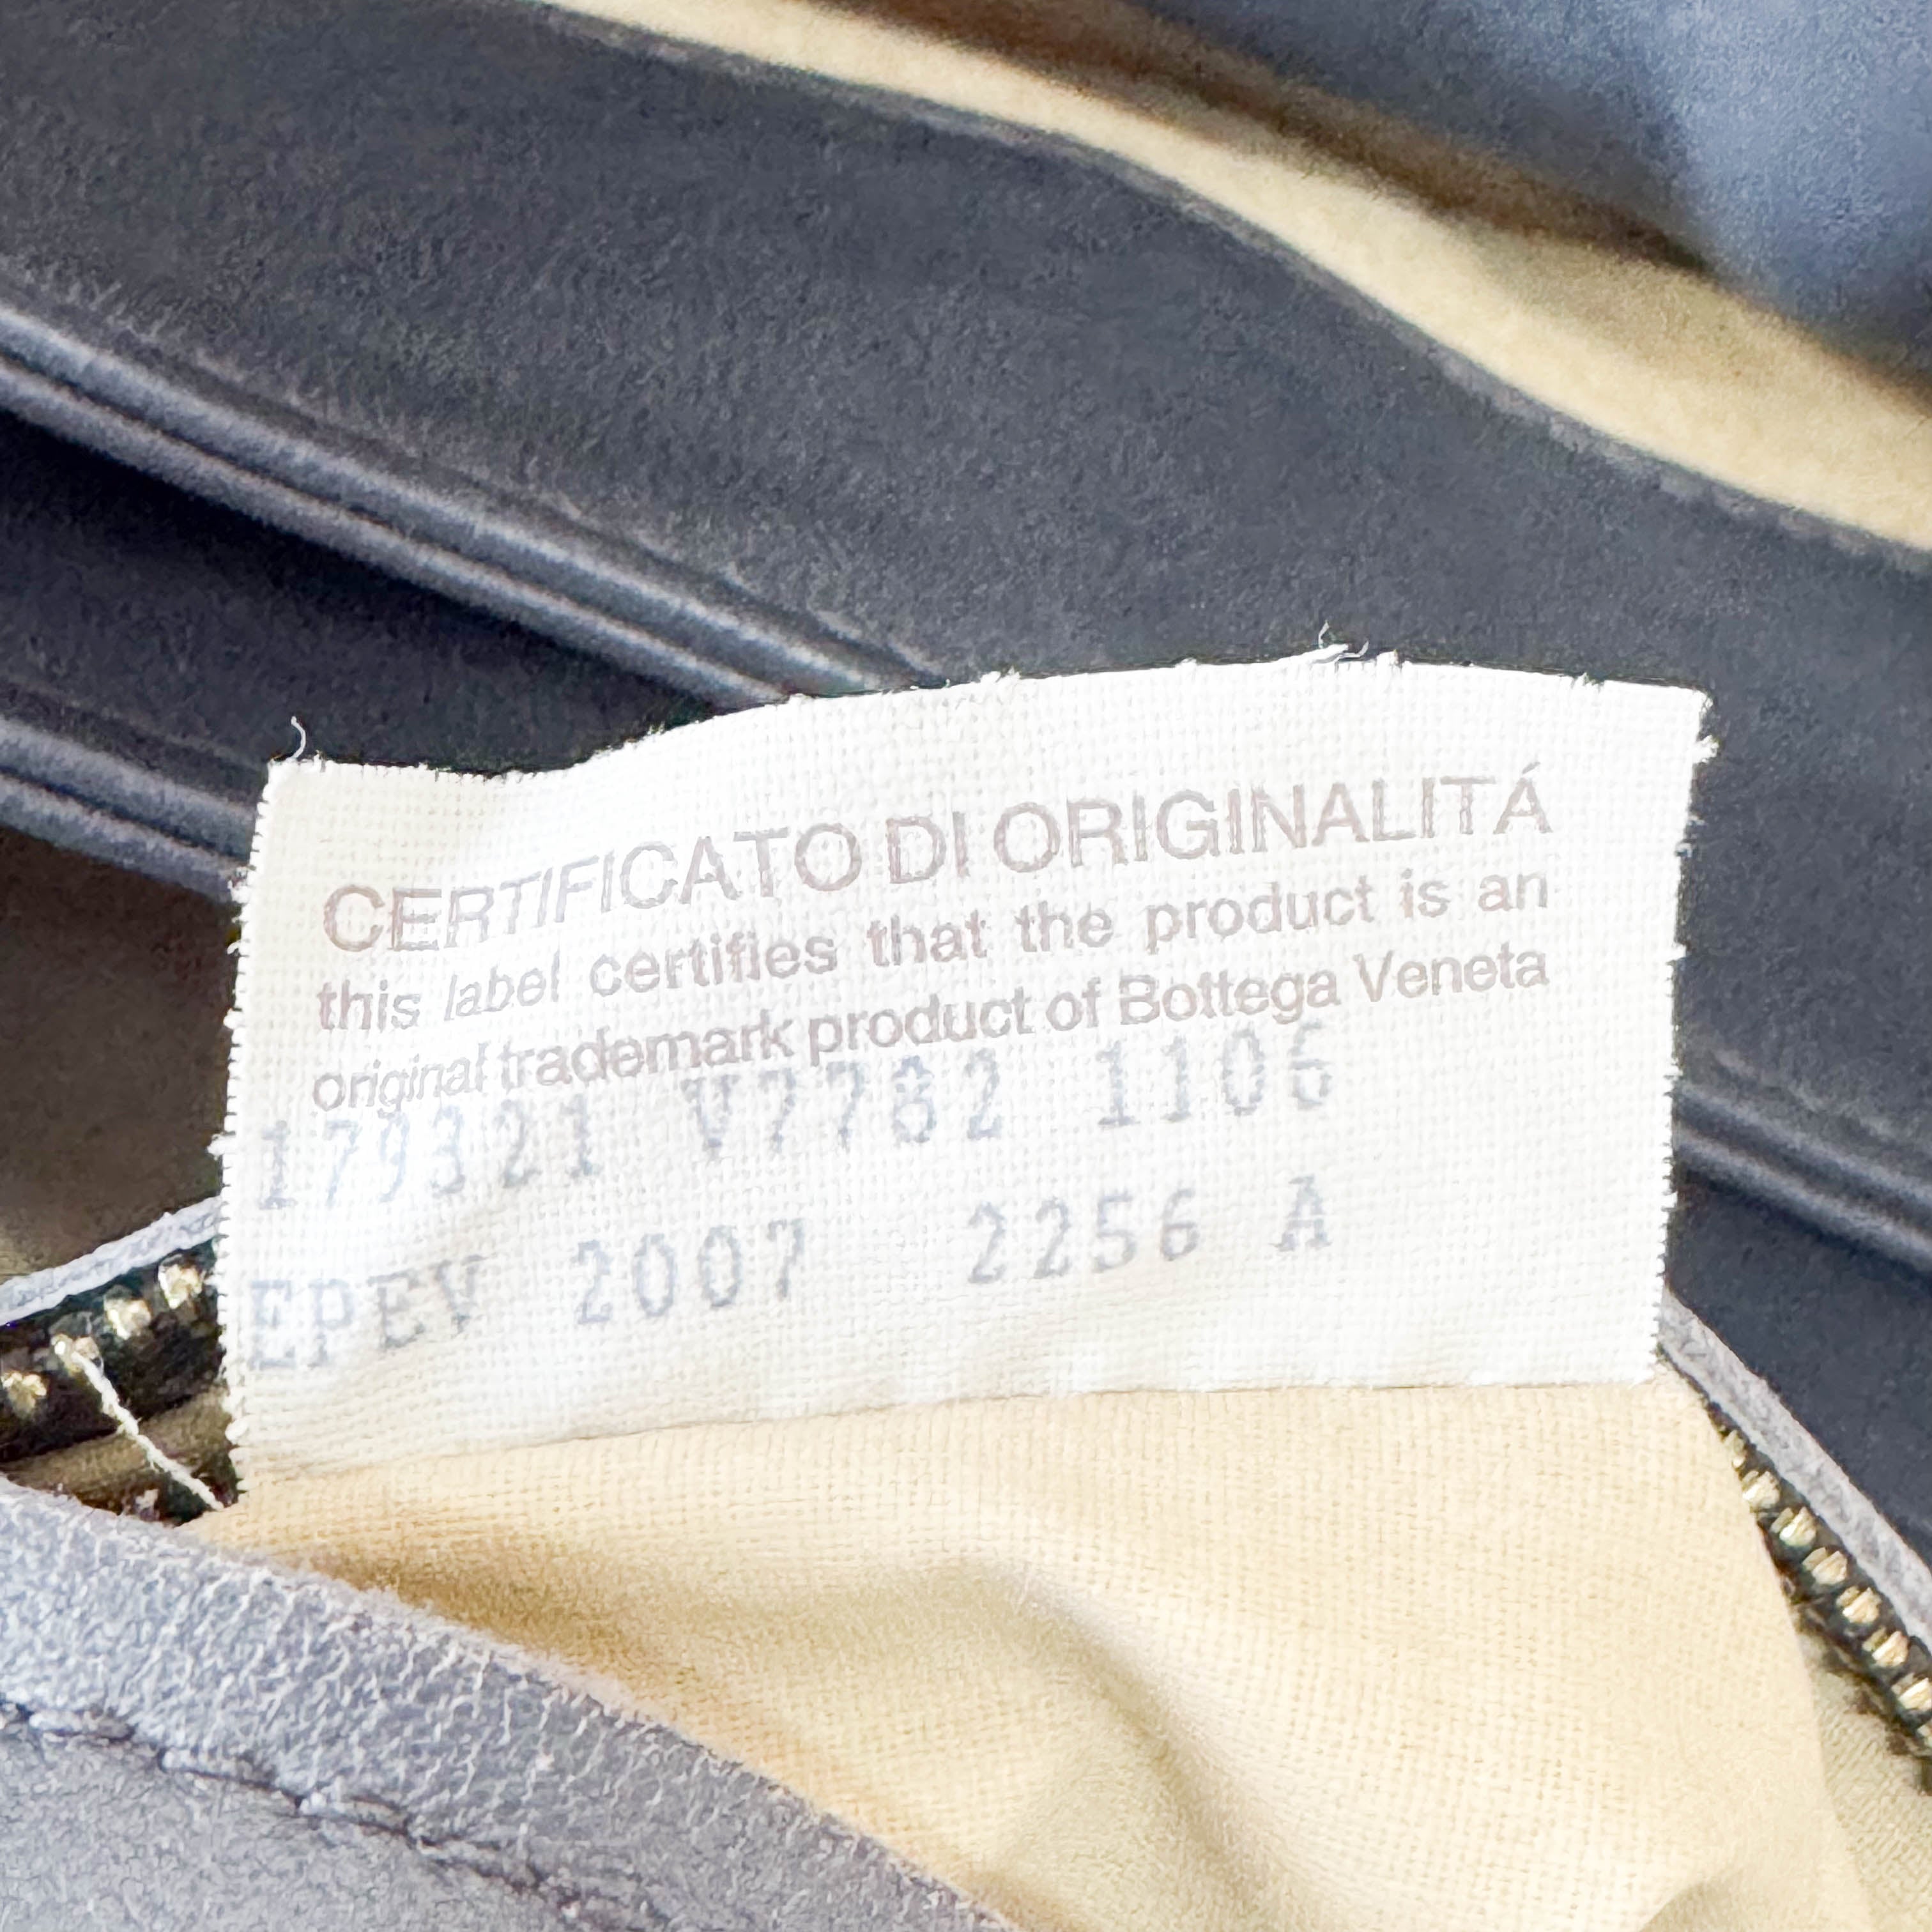 CERTIFICATO DI ORIGINALITÁ
this label certifies that the product is an
original trademark product of Bottega Veneta
179321 V7782 1106
EPEV 2007 2256 A